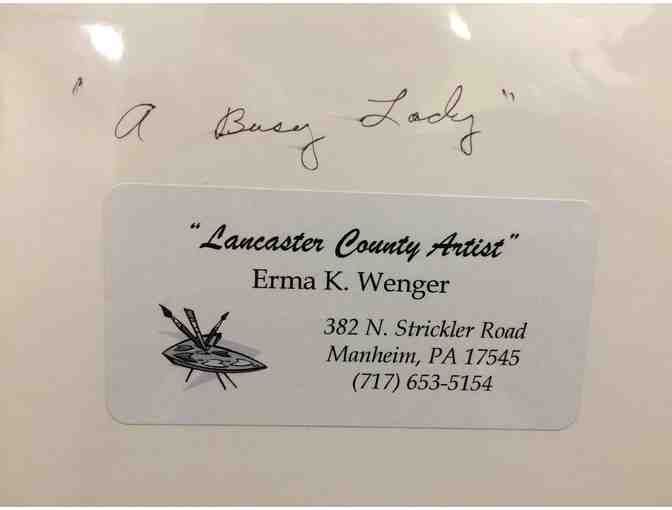 "A Busy Lady"
"Lancaster County Artist"
Erma K. Wenger
382 N. Strickler Road
Manheim, PA 17545
(717) 653-5154